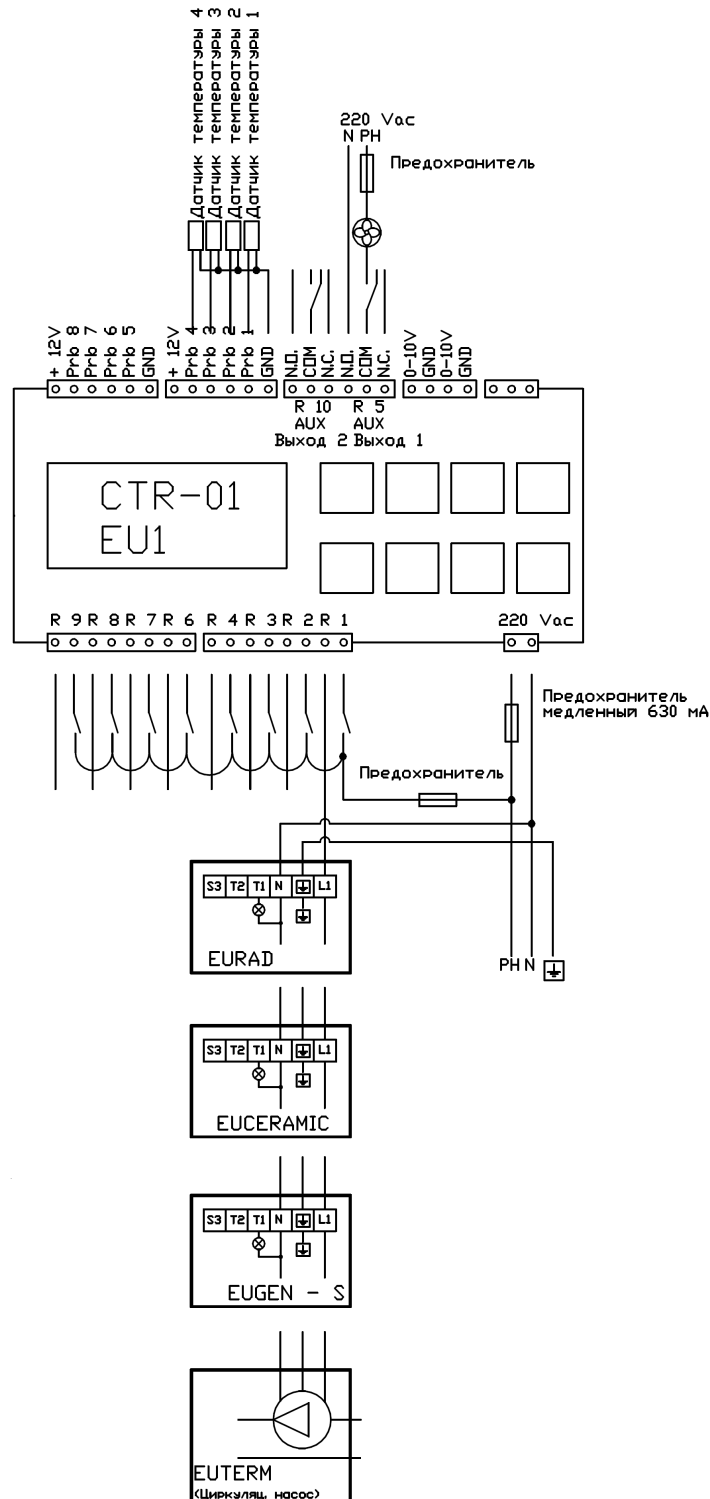 Датчик температуры 4
Датчик температуры 3
Датчик температуры 2
Датчик температуры 1
220 Vac
N PH
Предохранитель
+ 12V
Prb 8
Prb 7
Prb 6
Prb 5
GND
+ 12V
Prb 4
Prb 3
Prb 2
Prb 1
GND
N.O.
COM
N.C.
N.O.
COM
N.C.
0-10V
GND
0-10V
GND
R 10 R 5
AUX AUX
Выход 2 Выход 1
CTR-01
EU1
R 9 R 8 R 7 R 6 R 4 R 3 R 2 R 1 220 Vac
Предохранитель
медленный 630 мА
Предохранитель
S3 T2 T1 N L1
EURAD
PH N
S3 T2 T1 N L1
EUCERAMIC
S3 T2 T1 N L1
EUGEN - S
EUTERM
(Циркуляц. насос)